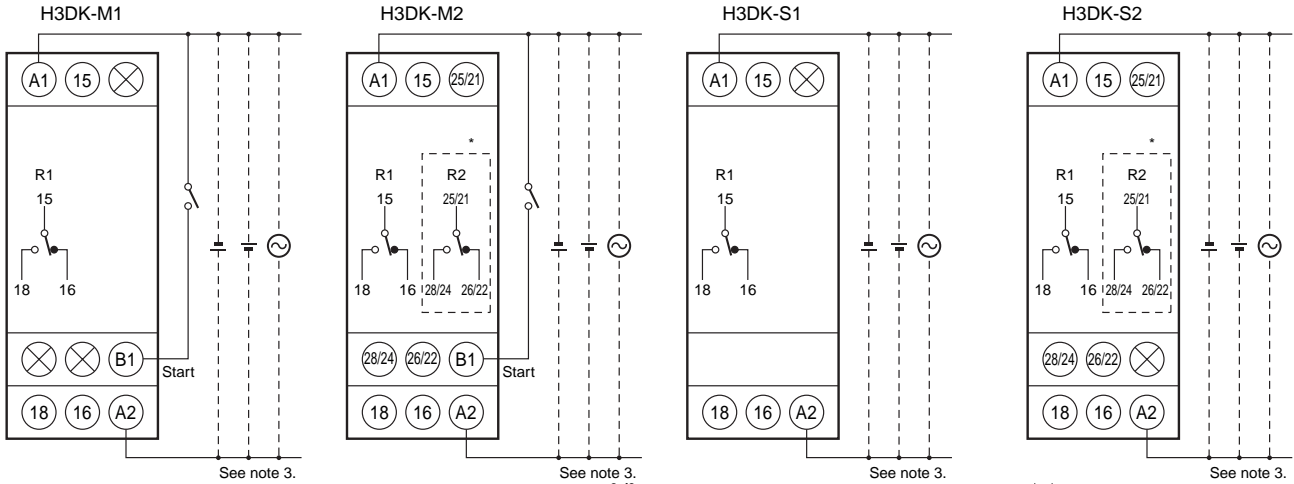 H3DK-M1
A1 15
R1
15
18 16
B1
Start
18 16 A2
See note 3.
H3DK-M2
A1 15 25/21
*
R1 R2
15 25/21
18 16 28/24 26/22
28/24 26/22 B1
Start
18 16 A2
See note 3.
H3DK-S1
A1 15
R1
15
18 16
18 16 A2
See note 3.
H3DK-S2
A1 15 25/21
*
R1 R2
15 25/21
18 16 28/24 26/22
28/24 26/22
18 16 A2
See note 3.